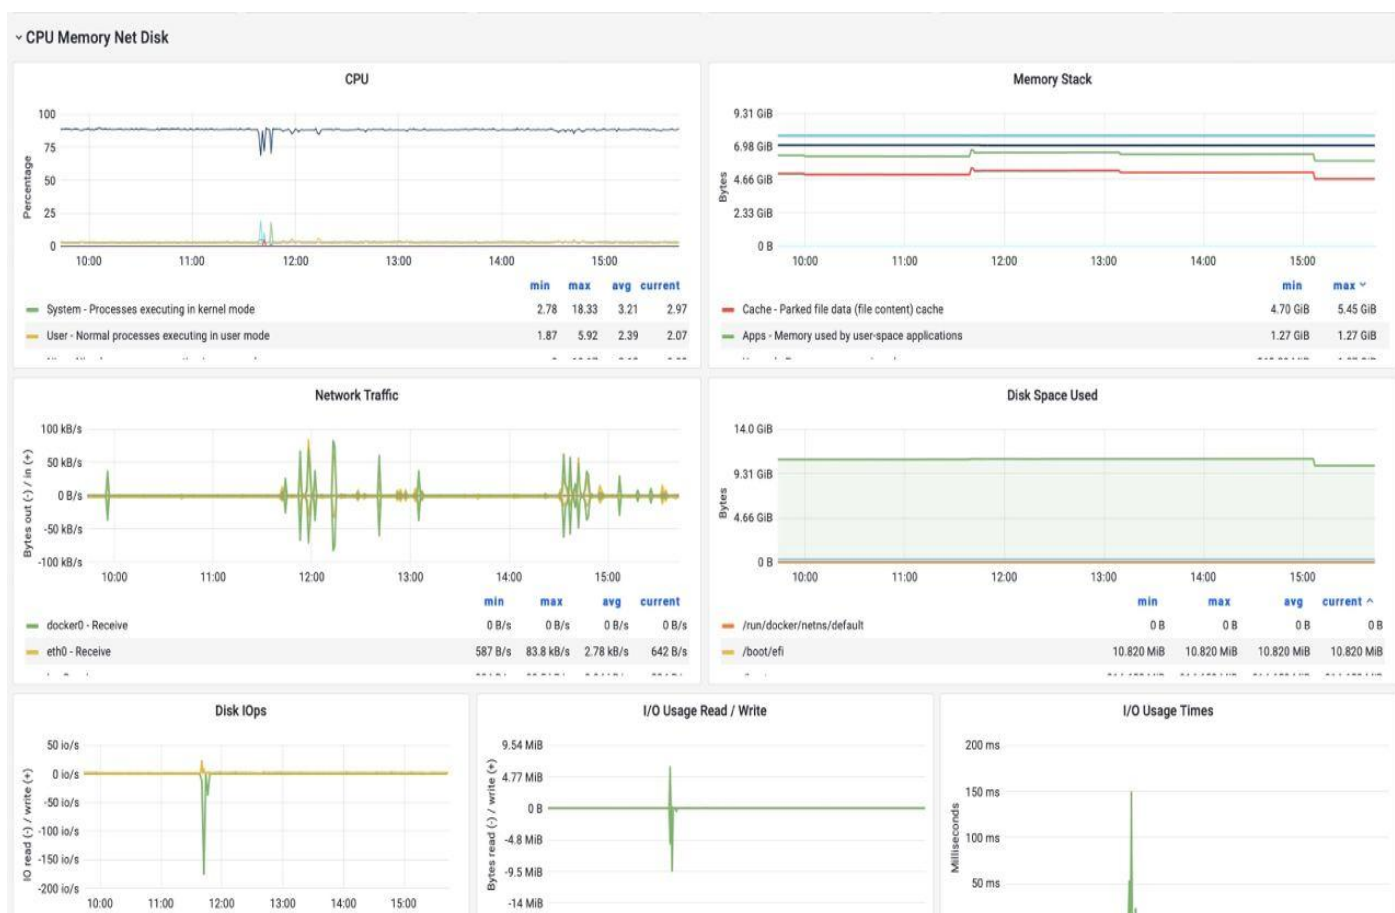 CPU Memory Net Disk
CPU
100
75
50
25
0
Percentage
10:00 11:00 12:00 13:00 14:00 15:00
min max avg current
System - Processes executing in kernel mode 2.78 18.33 3.21 2.97
User - Normal processes executing in user mode 1.87 5.92 2.39 2.07
Memory Stack
9.31 GiB
6.98 GiB
4.66 GiB
2.33 GiB
0 B
Bytes
10:00 11:00 12:00 13:00 14:00 15:00
min max
Cache - Parked file data (file content) cache 4.70 GiB 5.45 GiB
Apps - Memory used by user-space applications 1.27 GiB 1.27 GiB
Network Traffic
100 kB/s
50 kB/s
0 B/s
-50 kB/s
-100 kB/s
Bytes out (-) / in (+)
10:00 11:00 12:00 13:00 14:00 15:00
min max avg current
docker0 - Receive 0 B/s 0 B/s 0 B/s 0 B/s
eth0 - Receive 587 B/s 83.8 kB/s 2.78 kB/s 642 B/s
Disk Space Used
14.0 GiB
9.31 GiB
4.66 GiB
0 B
Bytes
10:00 11:00 12:00 13:00 14:00 15:00
min max avg current
/run/docker/netns/default 0 B 0 B 0 B 0 B
/boot/efi 10.820 MiB 10.820 MiB 10.820 MiB 10.820 MiB
Disk IOps
50 io/s
0 io/s
-50 io/s
-100 io/s
-150 io/s
-200 io/s
IO read (-) / write (+)
10:00 11:00 12:00 13:00 14:00 15:00
I/O Usage Read / Write
9.54 MiB
4.77 MiB
0 B
-4.8 MiB
-9.5 MiB
-14 MiB
Bytes read (-) / write (+)
I/O Usage Times
200 ms
150 ms
100 ms
50 ms
Milliseconds